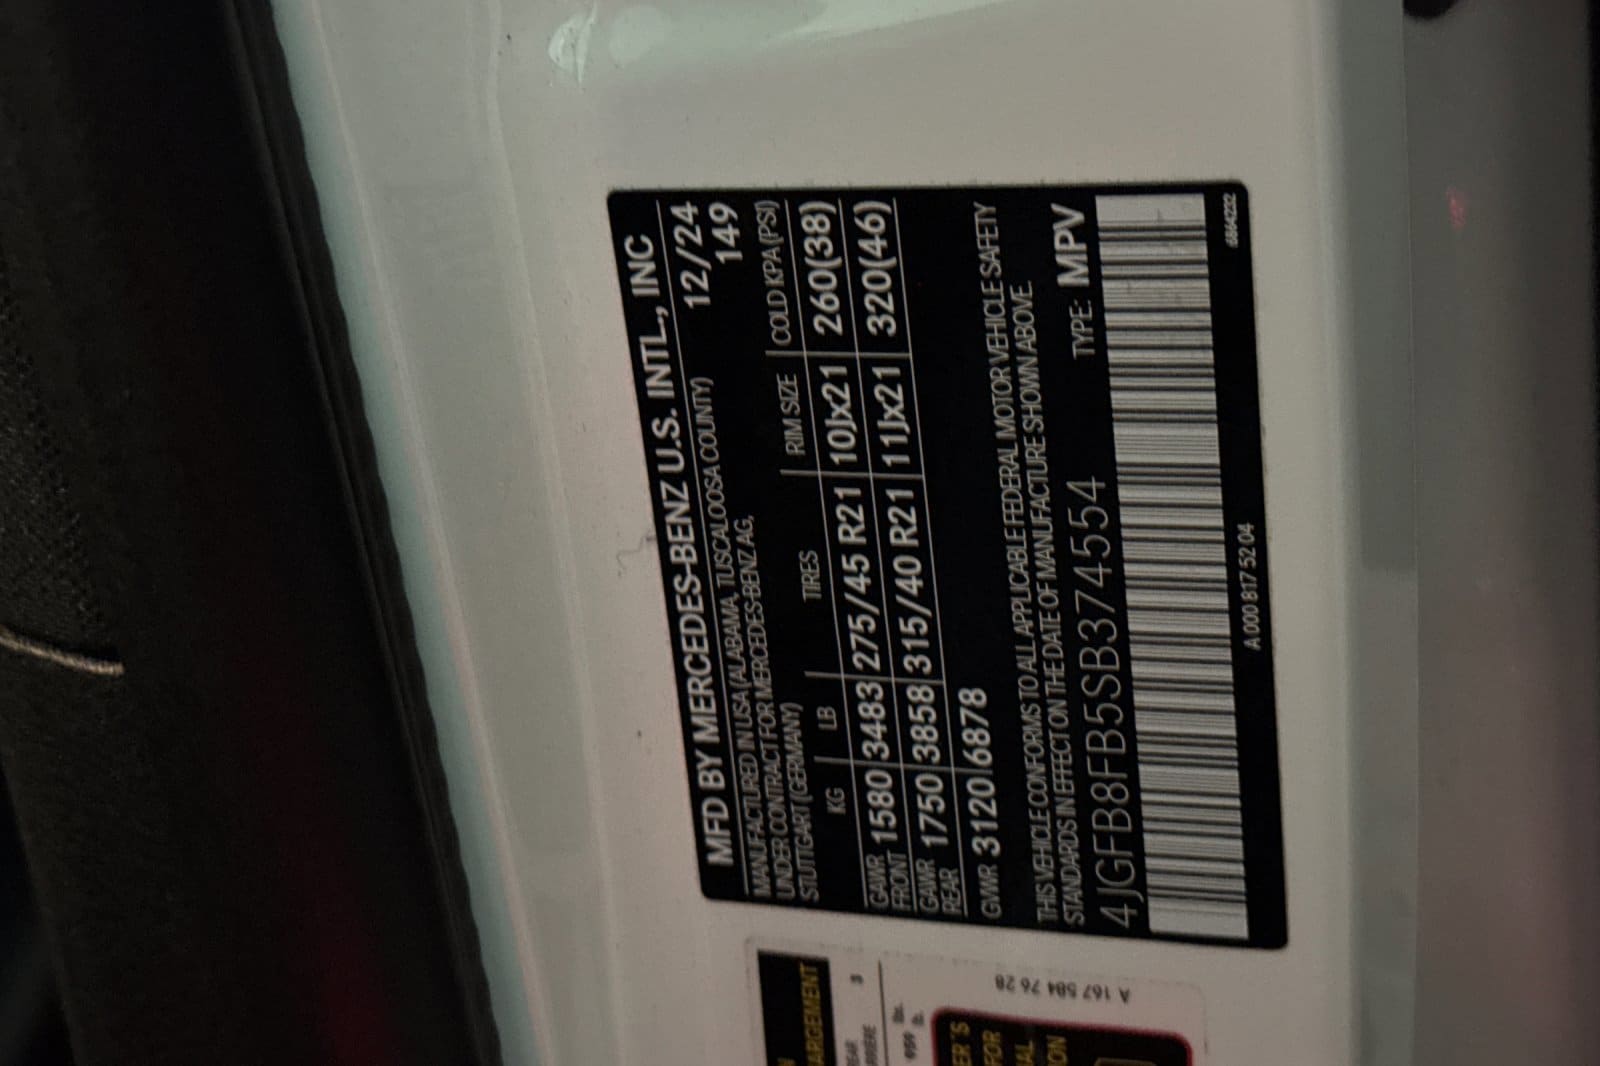 MFD BY MERCEDES-BENZ U.S. INTL., INC
MANUFACTURED IN USA (ALABAMA, TUSCALOOSA COUNTY) 12/24
UNDER CONTRACT FOR MERCEDES-BENZ AG, 149
STUTTGART (GERMANY)
KG LB TIRES RIM SIZE COLD KPA (PSI)
GAWR FRONT 1580 3483 275/45 R21 10Jx21 260(38)
GAWR REAR 1750 3858 315/40 R21 11Jx21 320(46)
GVWR 3120 6878
THIS VEHICLE CONFORMS TO ALL APPLICABLE FEDERAL MOTOR VEHICLE SAFETY
STANDARDS IN EFFECT ON THE DATE OF MANUFACTURE SHOWN ABOVE.
4JGFB8FB5SB374554 TYPE: MPV
A 000 817 52 04
A 167 584 76 28
ARGEMENT
3
ER'S
FOR